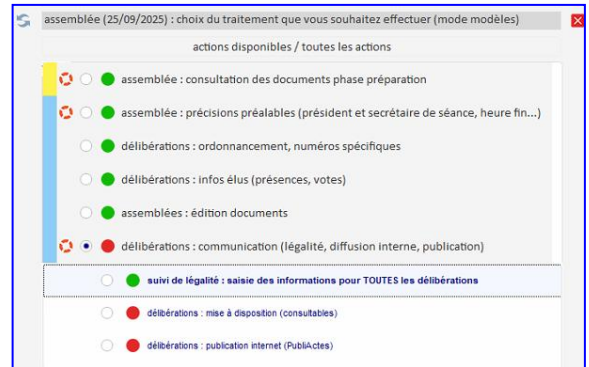 assemblée (25/09/2025) : choix du traitement que vous souhaitez effectuer (mode modèles)
actions disponibles / toutes les actions
assemblée : consultation des documents phase préparation
assemblée : précisions préalables (président et secrétaire de séance, heure fin...)
délibérations : ordonnancement, numéros spécifiques
délibérations : infos élus (présences, votes)
assemblées : édition documents
délibérations : communication (légalité, diffusion interne, publication)
suivi de légalité : saisie des informations pour TOUTES les délibérations
délibérations : mise à disposition (consultables)
délibérations : publication internet (PubliActes)